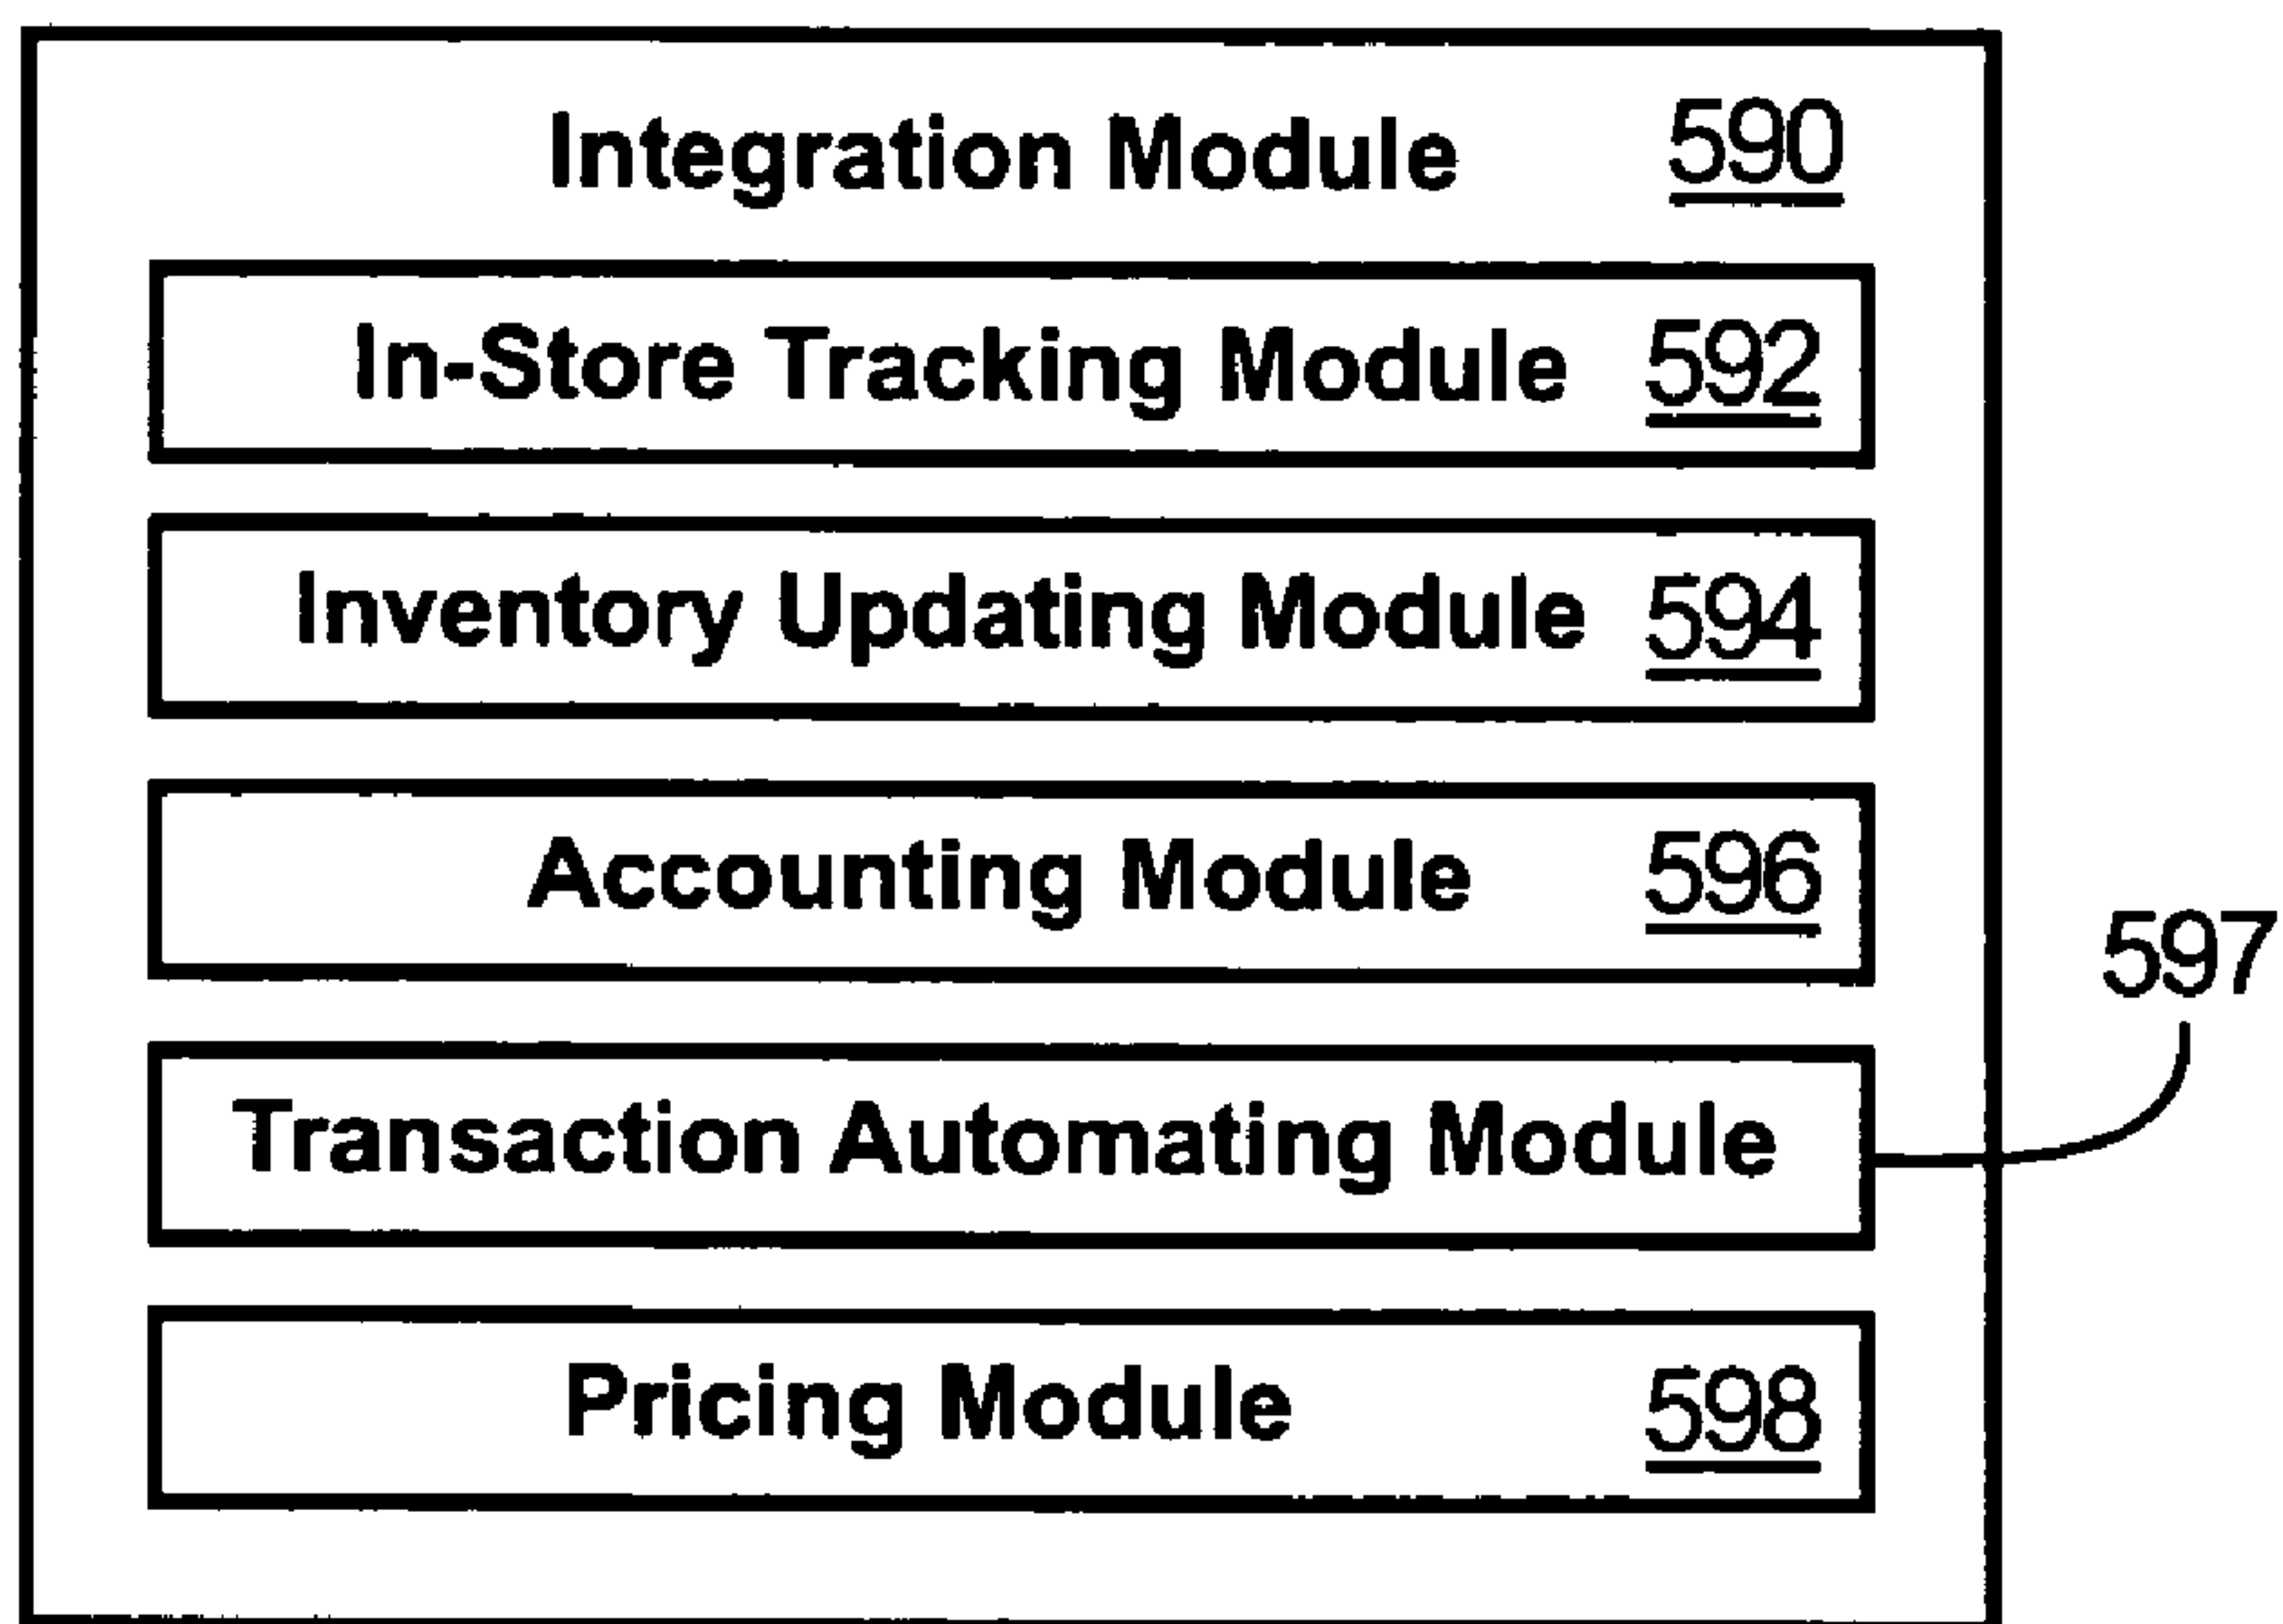 Integration Module 590
In-Store Tracking Module 592
Inventory Updating Module 594
Accounting Module 596
597
Transaction Automating Module
Pricing Module 598